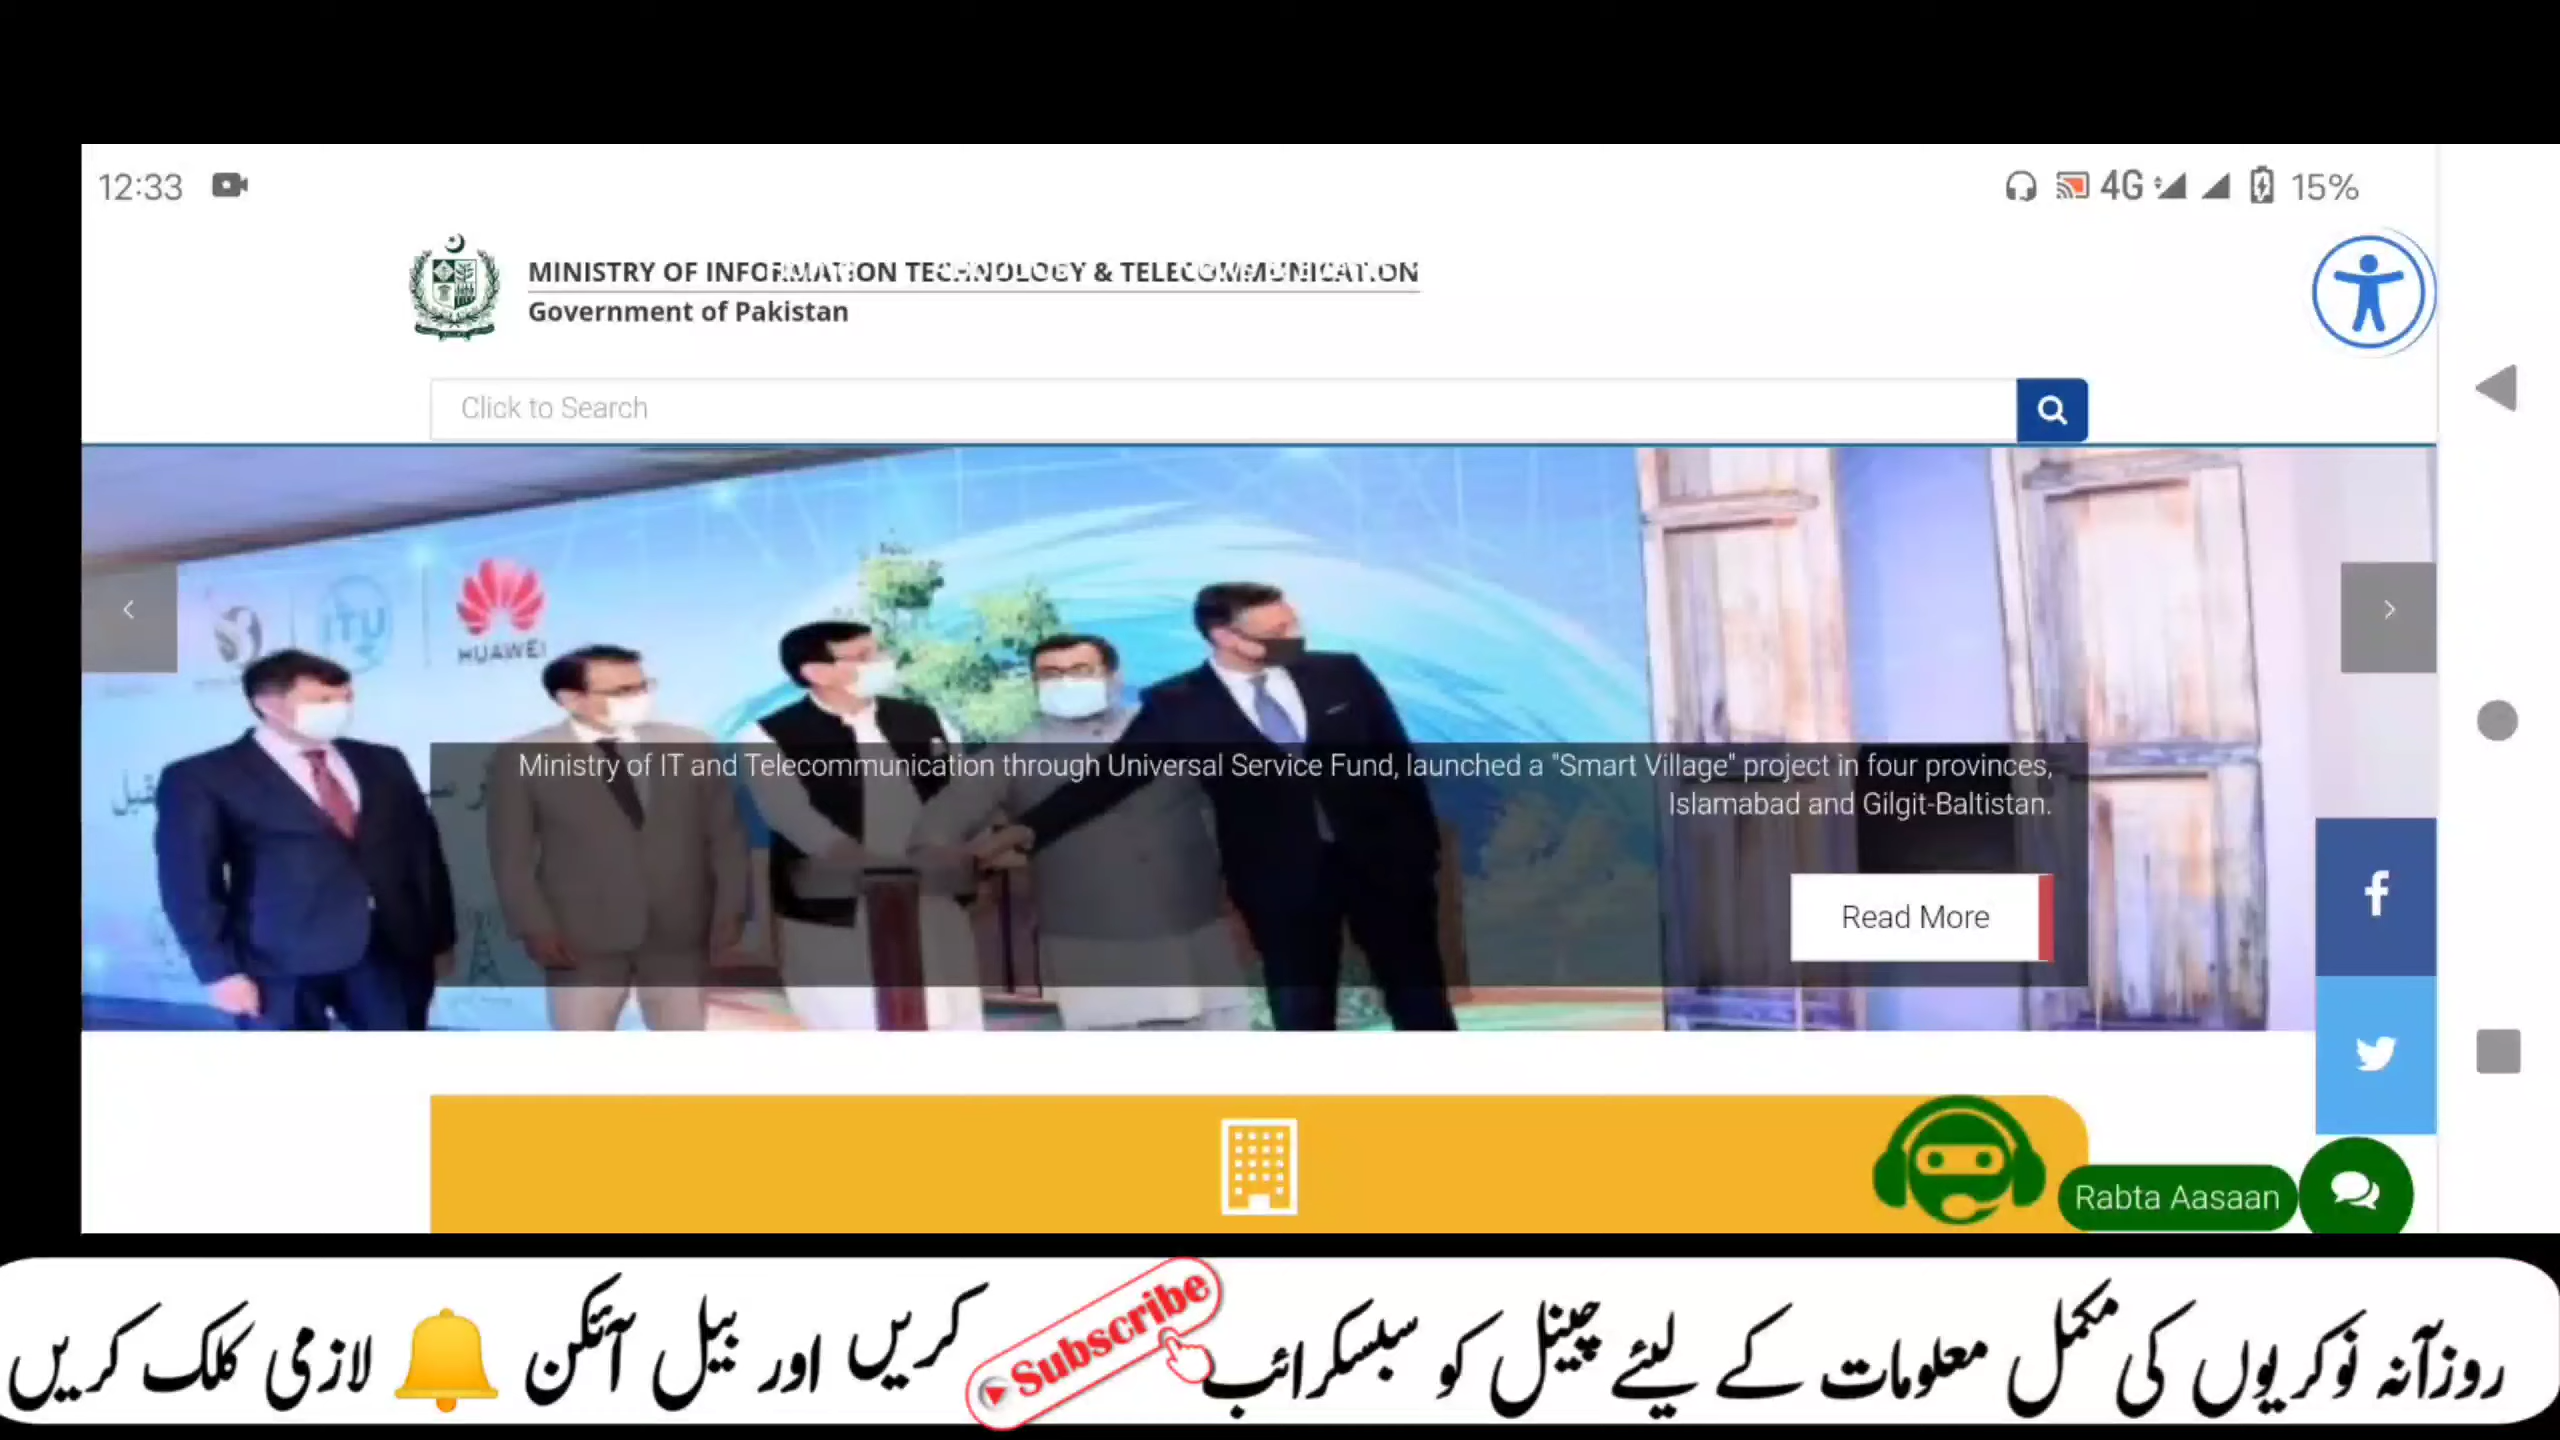 12:33
4G 15%
MINISTRY OF INFORMATION TECHNOLOGY & TELECOMMUNICATION
Government of Pakistan
Click to Search
ITU
HUAWEI
Ministry of IT and Telecommunication through Universal Service Fund, launched a "Smart Village" project in four provinces,
Islamabad and Gilgit-Baltistan.
Read More
Rabta Aasaan
روزآنہ نوکریوں کی مکمل معلومات کے لیئے چینل کو سبسکرائب Subscribe کریں اور بیل آئکن لازمی کلک کریں